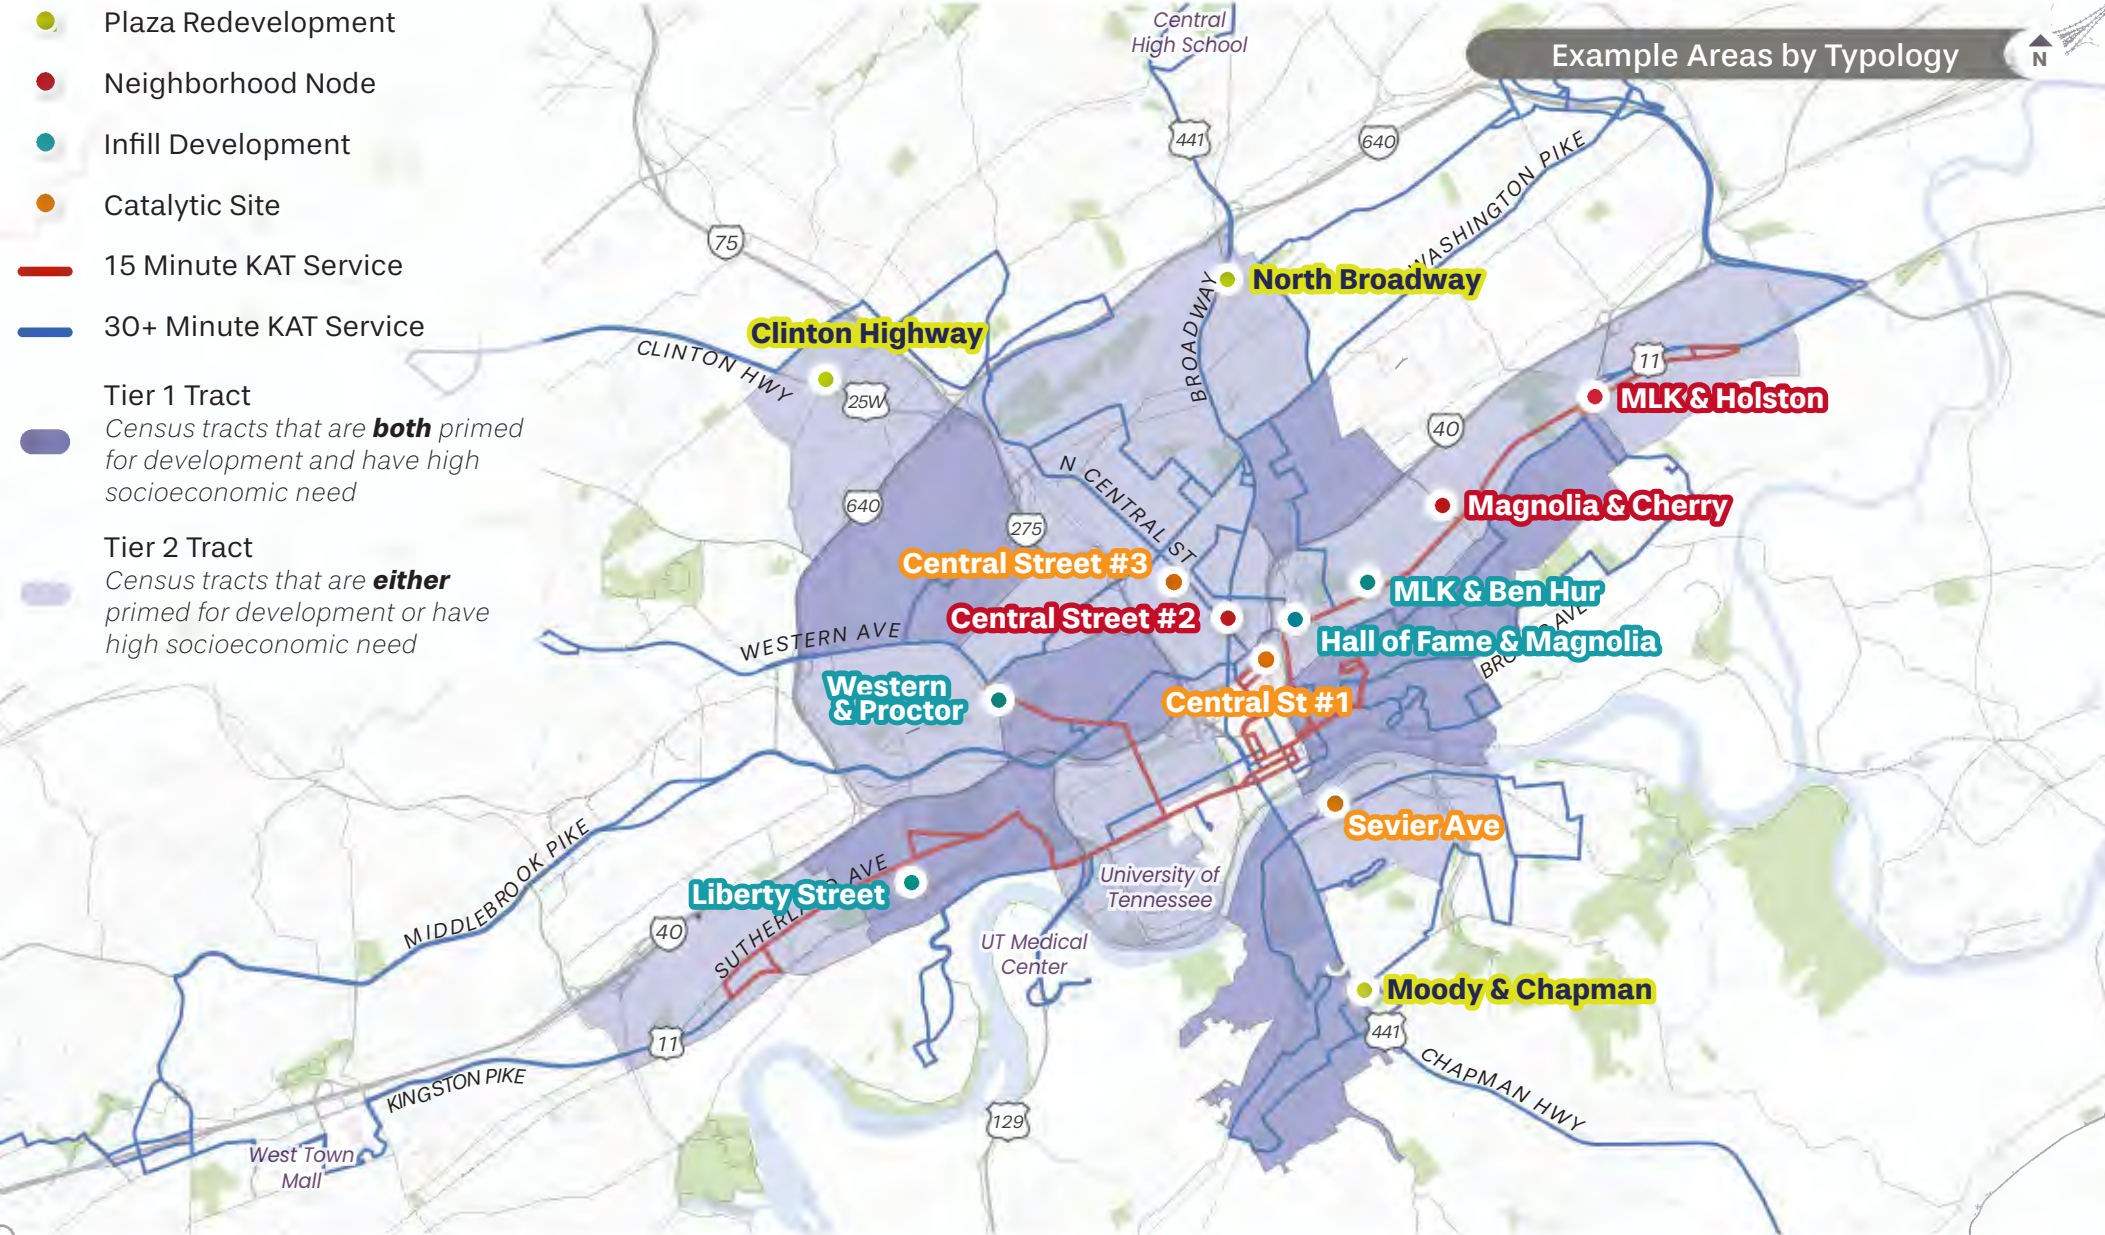 Plaza Redevelopment
Neighborhood Node
Infill Development
Catalytic Site
15 Minute KAT Service
30+ Minute KAT Service
Tier 1 Tract
Census tracts that are both primed
for development and have high
socioeconomic need
Tier 2 Tract
Census tracts that are either
primed for development or have
high socioeconomic need
Example Areas by Typology
N
Central
High School
441
640
75
WASHINGTON PIKE
BROADWAY
North Broadway
Clinton Highway
CLINTON HWY
25W
11
MLK & Holston
40
640
275
N CENTRAL ST
Magnolia & Cherry
Central Street #3
MLK & Ben Hur
Central Street #2
Hall of Fame & Magnolia
AVE
WESTERN AVE
Western
& Proctor
Central St #1
Sevier Ave
MIDDLEBROOK PIKE
AVE
Liberty Street
University of
Tennessee
40
UT Medical
Center
Moody & Chapman
441
11
KINGSTON PIKE
CHAPMAN HWY
129
West Town
Mall